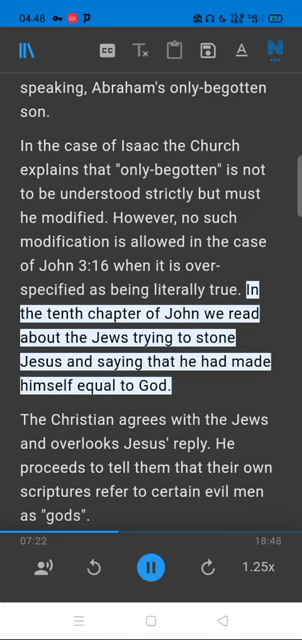 04.48
speaking, Abraham's only-begotten
son.
In the case of Isaac the Church
explains that "only-begotten" is not
to be understood strictly but must
he modified. However, no such
modification is allowed in the case
of John 3:16 when it is over-
specified as being literally true. In
the tenth chapter of John we read
about the Jews trying to stone
Jesus and saying that he had made
himself equal to God.
The Christian agrees with the Jews
and overlooks Jesus' reply. He
proceeds to tell them that their own
scriptures refer to certain evil men
as "gods".
07:22 18:48
1.25x